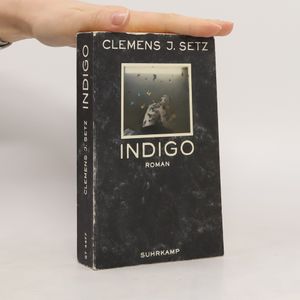 CLEMENS J. SETZ
INDIGO
ROMAN
SUHRKAMP
INDIGO
CLEMENS J. SETZ